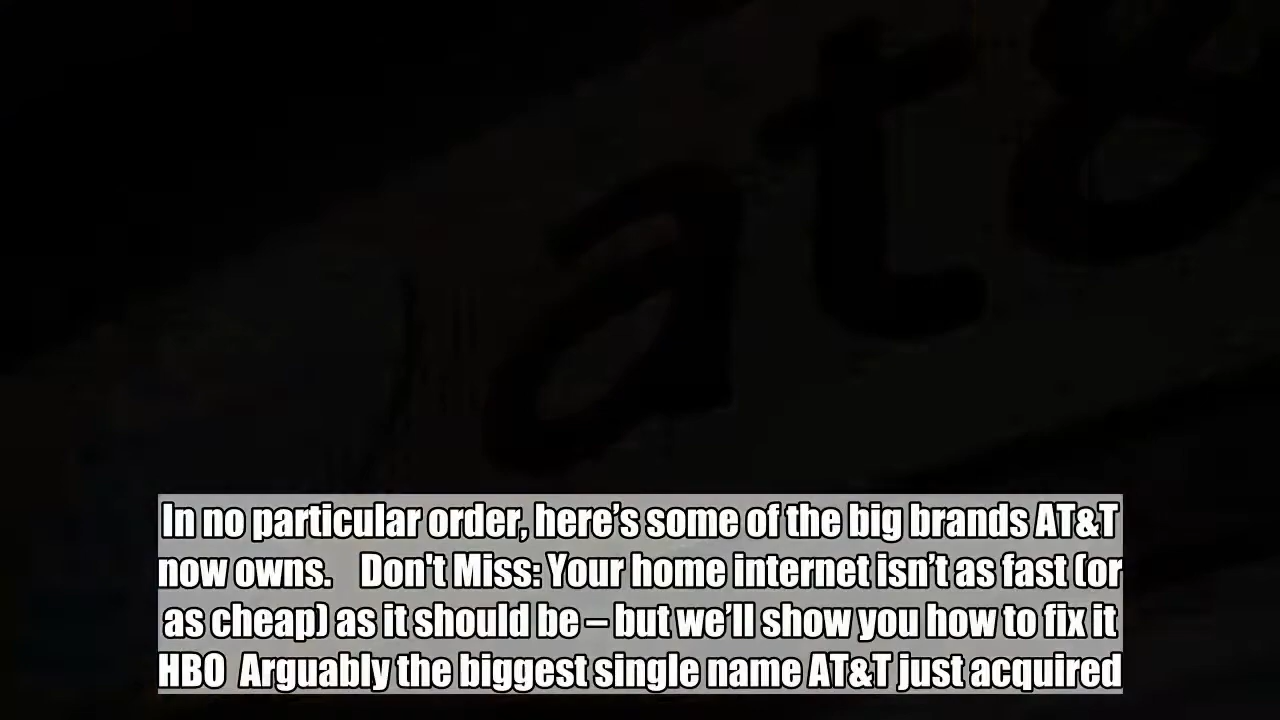 at&
In no particular order, here’s some of the big brands AT&T
now owns. Don't Miss: Your home internet isn’t as fast (or
as cheap) as it should be – but we’ll show you how to fix it
HBO Arguably the biggest single name AT&T just acquired